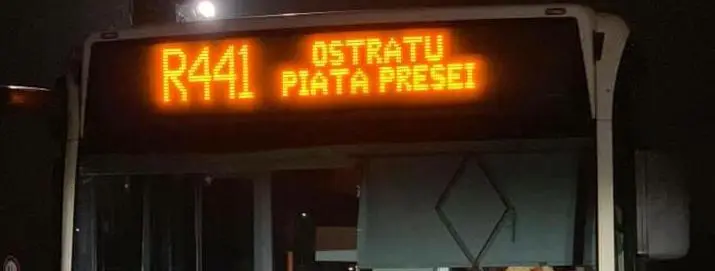 R441 OSTRATU
PIATA PRESEI